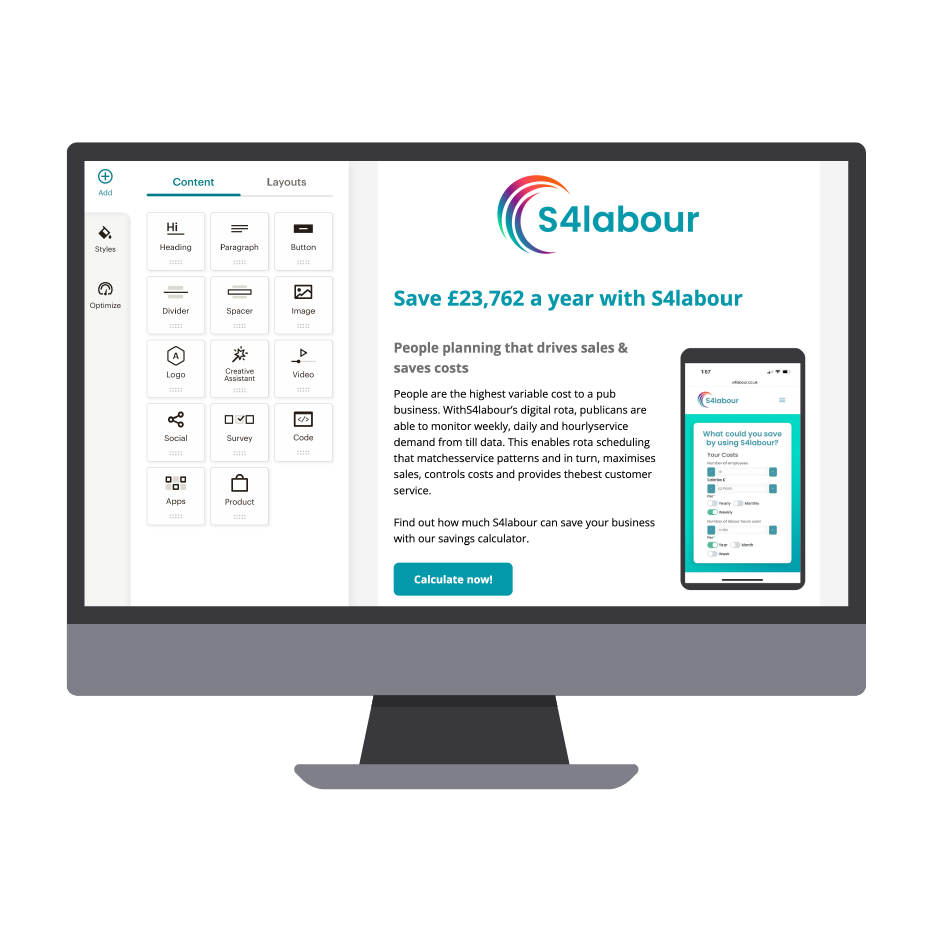 Add
Styles
Optimize
Content
Layouts
Hi
Heading
Paragraph
Button
Divider
Spacer
Image
A
Logo
Creative
Assistant
Video
Social
Survey
</>
Code
Apps
Product
S4labour
Save £23,762 a year with S4labour
People planning that drives sales &
saves costs
People are the highest variable cost to a pub
business. WithS4labour’s digital rota, publicans are
able to monitor weekly, daily and hourlyservice
demand from till data. This enables rota scheduling
that matchesservice patterns and in turn, maximises
sales, controls costs and provides thebest customer
service.
Find out how much S4labour can save your business
with our savings calculator.
Calculate now!
1:57
s4labour.co.uk
S4labour
What could you save
by using S4labour?
Your Costs
Number of employees
Salaries £
Per*
Yearly
Monthly
Weekly
Number of labour hours used
Per*
Year
Month
Week